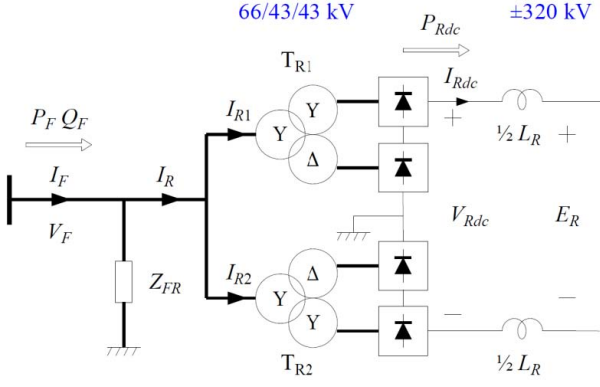 66/43/43 kV
P_Rdc
±320 kV
T_R1
I_Rdc
P_F Q_F
I_R1
Y
Y
Δ
+
½ L_R
+
I_F
I_R
V_F
V_Rdc
E_R
Z_FR
I_R2
Δ
Y
Y
−
−
T_R2
½ L_R